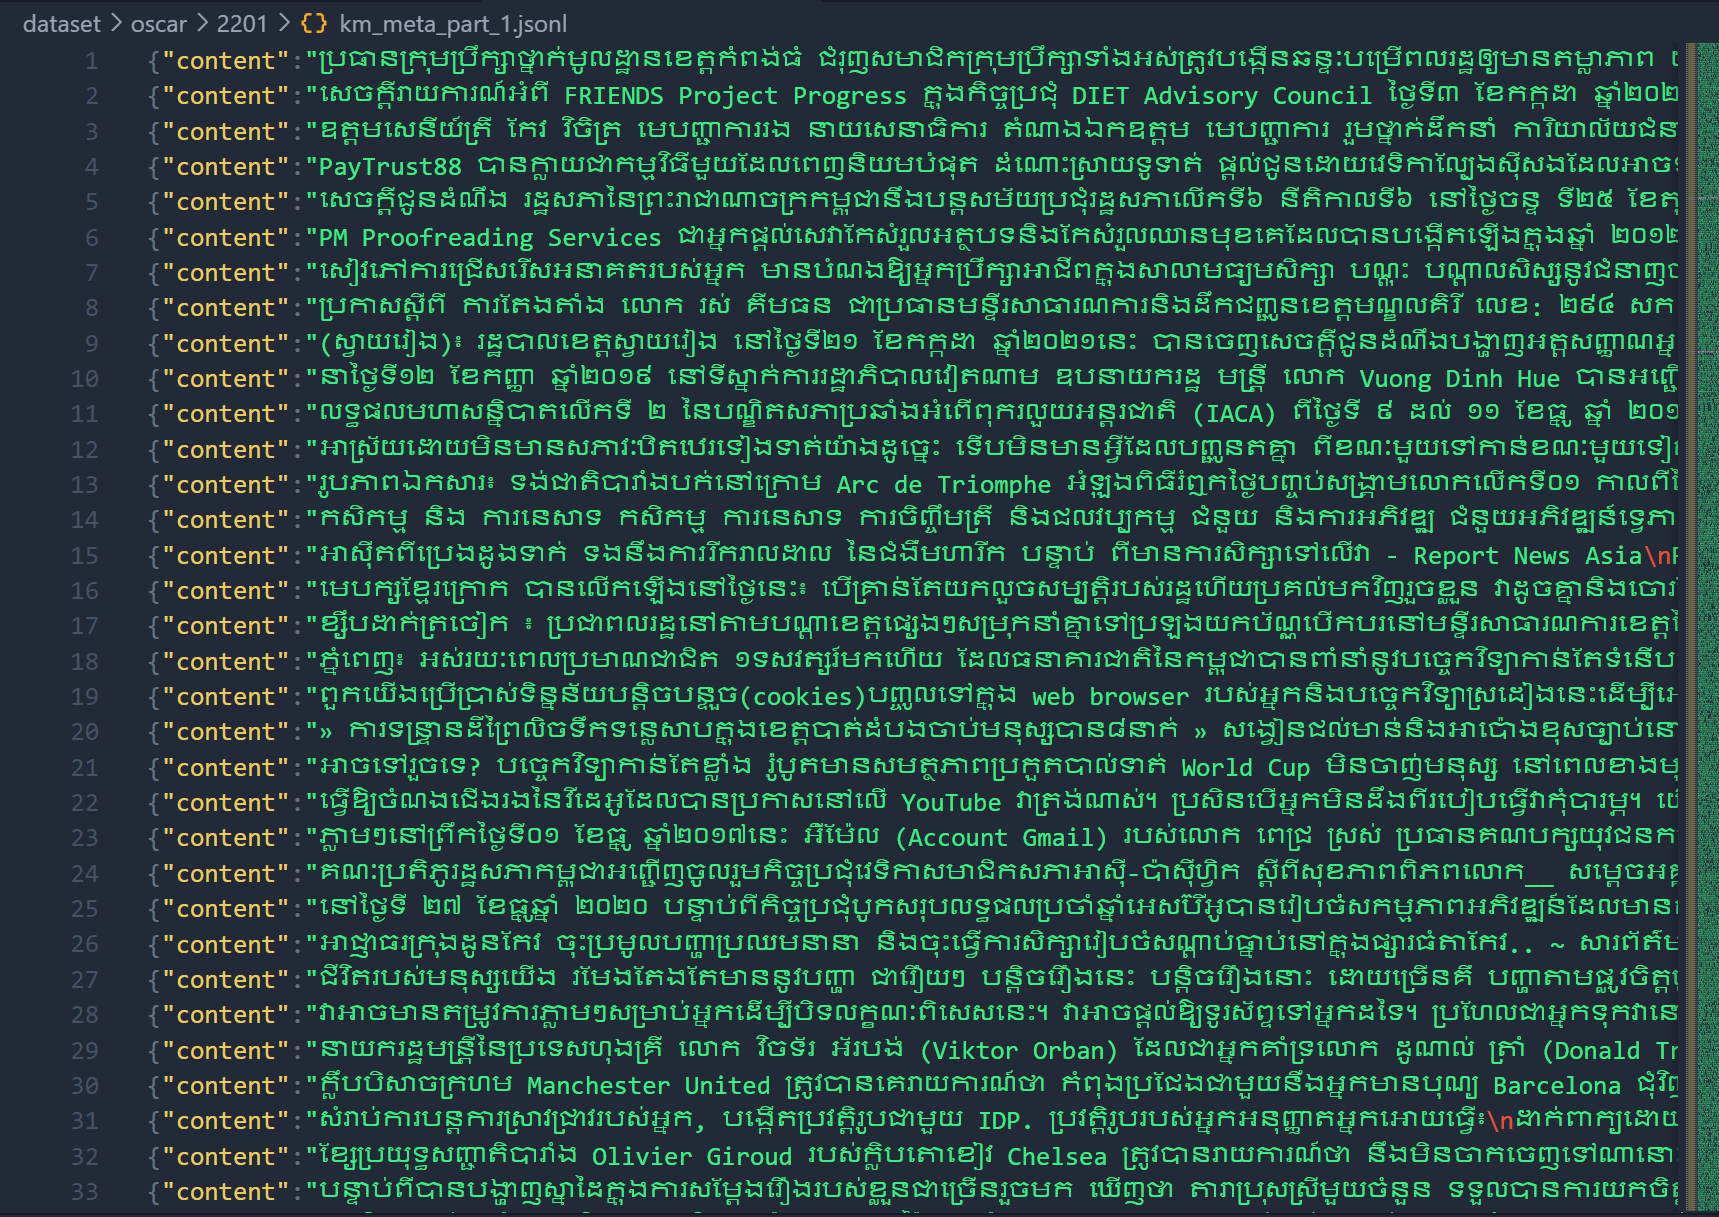 dataset > oscar > 2201 > {} km_meta_part_1.jsonl
1 {"content":"ប្រធានក្រុមប្រឹក្សាថ្នាក់មូលដ្ឋានខេត្តកំពង់ធំ ជំរុញសមាជិកក្រុមប្រឹក្សាទាំងអស់ត្រូវបង្កើនឆន្ទៈបម្រើពលរដ្ឋឲ្យមានតម្លាភាព
2 {"content":"សេចក្តីរាយការណ៍អំពី FRIENDS Project Progress ក្នុងកិច្ចប្រជុំ DIET Advisory Council ថ្ងៃទី៣ ខែកក្កដា ឆ្នាំ២០២
3 {"content":"ឧត្តមសេនីយ៍ត្រី កែវ វិចិត្រ មេបញ្ជាការរង នាយសេនាធិការ តំណាងឯកឧត្តម មេបញ្ជាការ រួមថ្នាក់ដឹកនាំ ការិយាល័យជំន
4 {"content":"PayTrust88 បានក្លាយជាកម្មវិធីមួយដែលពេញនិយមបំផុត ដំណោះស្រាយទូទាត់ ផ្តល់ជូនដោយវេទិកាល្បែងស៊ីសងដែលអាច
5 {"content":"សេចក្តីជូនដំណឹង រដ្ឋសភានៃព្រះរាជាណាចក្រកម្ពុជានឹងបន្តសម័យប្រជុំរដ្ឋសភាលើកទី៦ នីតិកាលទី៦ នៅថ្ងៃចន្ទ ទី២៥ ខែតុ
6 {"content":"PM Proofreading Services ជាអ្នកផ្តល់សេវាកែសំរួលអត្ថបទនិងកែសំរួលឈានមុខគេដែលបានបង្កើតឡើងក្នុងឆ្នាំ ២០១២
7 {"content":"សៀវភៅការជ្រើសរើសអនាគតរបស់អ្នក មានបំណងឱ្យអ្នកប្រឹក្សាអាជីពក្នុងសាលាមធ្យមសិក្សា បណ្តុះ បណ្តាលសិស្សនូវជំនាញ
8 {"content":"ប្រកាសស្តីពី ការតែងតាំង លោក រស់ គីមធន ជាប្រធានមន្ទីរសាធារណការនិងដឹកជញ្ជូនខេត្តមណ្ឌលគិរី លេខ: ២៩៤ សក
9 {"content":"(ស្វាយរៀង)៖ រដ្ឋបាលខេត្តស្វាយរៀង នៅថ្ងៃទី២១ ខែកក្កដា ឆ្នាំ២០២១នេះ បានចេញសេចក្តីជូនដំណឹងបង្ហាញអត្តសញ្ញាណអ្ន
10 {"content":"នាថ្ងៃទី១២ ខែកញ្ញា ឆ្នាំ២០១៩ នៅទីស្នាក់ការរដ្ឋាភិបាលវៀតណាម ឧបនាយករដ្ឋ មន្ត្រី លោក Vuong Dinh Hue បានអញ្ជើ
11 {"content":"លទ្ធផលមហាសន្និបាតលើកទី ២ នៃបណ្ឌិតសភាប្រឆាំងអំពើពុករលួយអន្តរជាតិ (IACA) ពីថ្ងៃទី ៩ ដល់ ១១ ខែធ្នូ ឆ្នាំ ២០១
12 {"content":"អាស្រ័យដោយមិនមានសភាវៈឋិតឋេរទៀងទាត់យ៉ាងដូច្នេះ ទើបមិនមានអ្វីដែលបញ្ជូនតគ្នា ពីខណៈមួយទៅកាន់ខណៈមួយទៀ
13 {"content":"រូបភាពឯកសារ៖ ទង់ជាតិបារាំងបក់នៅក្រោម Arc de Triomphe អំឡុងពិធីរំឭកថ្ងៃបញ្ចប់សង្គ្រាមលោកលើកទី០១ កាលពី
14 {"content":"កសិកម្ម និង ការនេសាទ កសិកម្ម ការនេសាទ ការចិញ្ចឹមត្រី និងជលវប្បកម្ម ជំនួយ និងការអភិវឌ្ឍ ជំនួយអភិវឌ្ឍន៍ទ្វេភា
15 {"content":"អាស៊ីតពីប្រេងដូងទាក់ ទងនឹងការរីករាលដាល នៃជំងឺមហារីក បន្ទាប់ ពីមានការសិក្សាទៅលើវា - Report News Asia\n
16 {"content":"មេបក្សខ្មែរក្រោក បានលើកឡើងនៅថ្ងៃនេះ៖ បើគ្រាន់តែយកលួចសម្បត្តិរបស់រដ្ឋហើយប្រគល់មកវិញរួចខ្លួន វាដូចគ្នានិងចោរ
17 {"content":"ខ្សឹបដាក់ត្រចៀក ៖ ប្រជាពលរដ្ឋនៅតាមបណ្តាខេត្តផ្សេងៗសម្រុកនាំគ្នាទៅប្រឡងយកប័ណ្ណបើកបរនៅមន្ទីរសាធារណការខេត្ត
18 {"content":"ភ្នំពេញ៖ អស់រយៈពេលប្រមាណជាជិត ១ទសវត្សរ៍មកហើយ ដែលធនាគារជាតិនៃកម្ពុជាបានពាំនាំនូវបច្ចេកវិទ្យាកាន់តែទំនើប
19 {"content":"ពួកយើងប្រើប្រាស់ទិន្នន័យបន្តិចបន្ទួច(cookies)បញ្ចូលទៅក្នុង web browser របស់អ្នកនិងបច្ចេកវិទ្យាស្រដៀងនេះដើម្បីអ
20 {"content":"» ការទន្ទ្រានដីព្រៃលិចទឹកទន្លេសាបក្នុងខេត្តបាត់ដំបងចាប់មនុស្សបាន៨នាក់ » សង្វៀនជល់មាន់និងអាប៉ោងខុសច្បាប់នោ
21 {"content":"អាចទៅរួចទេ? បច្ចេកវិទ្យាកាន់តែខ្លាំង រ៉ូបូតមានសមត្ថភាពប្រកួតបាល់ទាត់ World Cup មិនចាញ់មនុស្ស នៅពេលខាងមុ
22 {"content":"ធ្វើឱ្យចំណងជើងរងនៃវីដេអូដែលបានប្រកាសនៅលើ YouTube វាត្រង់ណាស់។ ប្រសិនបើអ្នកមិនដឹងពីរបៀបធ្វើវាកុំបារម្ភ។ យើ
23 {"content":"ភ្លាមៗនៅព្រឹកថ្ងៃទី០១ ខែធ្នូ ឆ្នាំ២០១៧នេះ អ៊ីម៉ែល (Account Gmail) របស់លោក ពេជ្រ ស្រស់ ប្រធានគណបក្សយុវជនក
24 {"content":"គណៈប្រតិភូរដ្ឋសភាកម្ពុជាអញ្ជើញចូលរួមកិច្ចប្រជុំវេទិកាសមាជិកសភាអាស៊ី-ប៉ាស៊ីហ្វិក ស្តីពីសុខភាពពិភពលោក__ សម្តេចអគ្គ
25 {"content":"នៅថ្ងៃទី ២៧ ខែធ្នូឆ្នាំ ២០២០ បន្ទាប់ពីកិច្ចប្រជុំបូកសរុបលទ្ធផលប្រចាំឆ្នាំអេសប៊ីអូបានរៀបចំសកម្មភាពអភិវឌ្ឍន៍ដែលមាន
26 {"content":"អាជ្ញាធរក្រុងដូនកែវ ចុះប្រមូលបញ្ហាប្រឈមនានា និងចុះធ្វើការសិក្សារៀបចំសណ្តាប់ធ្នាប់នៅក្នុងផ្សារធំតាកែវ.. ~ សារព័ត៌ម
27 {"content":"ជីវិតរបស់មនុស្សយើង រមែងតែងតែមាននូវបញ្ហា ជារឿយៗ បន្តិចរឿងនេះ បន្តិចរឿងនោះ ដោយច្រើនគឺ បញ្ហាតាមផ្លូវចិត្ត
28 {"content":"វាអាចមានតម្រូវការភ្លាមៗសម្រាប់អ្នកដើម្បីបិទលក្ខណៈពិសេសនេះ។ វាអាចផ្តល់ឱ្យទូរស័ព្ទទៅអ្នកដទៃ។ ប្រហែលជាអ្នកទុកវានៅ
29 {"content":"នាយករដ្ឋមន្ត្រីនៃប្រទេសហុងគ្រី លោក វិចទ័រ អ័របង់ (Viktor Orban) ដែលជាអ្នកគាំទ្រលោក ដូណាល់ ត្រាំ (Donald Tr
30 {"content":"ក្លឹបបិសាចក្រហម Manchester United ត្រូវបានគេរាយការណ៍ថា កំពុងប្រជែងជាមួយនឹងអ្នកមានបុណ្យ Barcelona ជុំវិញ
31 {"content":"សំរាប់ការបន្តការស្រាវជ្រាវរបស់អ្នក, បង្កើតប្រវត្តិរូបជាមួយ IDP. ប្រវត្តិរូបរបស់អ្នកអនុញ្ញាតអ្នកអោយធ្វើ៖\nដាក់ពាក្យដោយ
32 {"content":"ខ្សែប្រយុទ្ធសញ្ជាតិបារាំង Olivier Giroud របស់ក្លិបតោខៀវ Chelsea ត្រូវបានរាយការណ៍ថា នឹងមិនចាកចេញទៅណានោ
33 {"content":"បន្ទាប់ពីបានបង្ហាញស្នាដៃក្នុងការសម្តែងរឿងរបស់ខ្លួនជាច្រើនរួចមក ឃើញថា តារាប្រុសស្រីមួយចំនួន ទទួលបានការយកចិត្ត